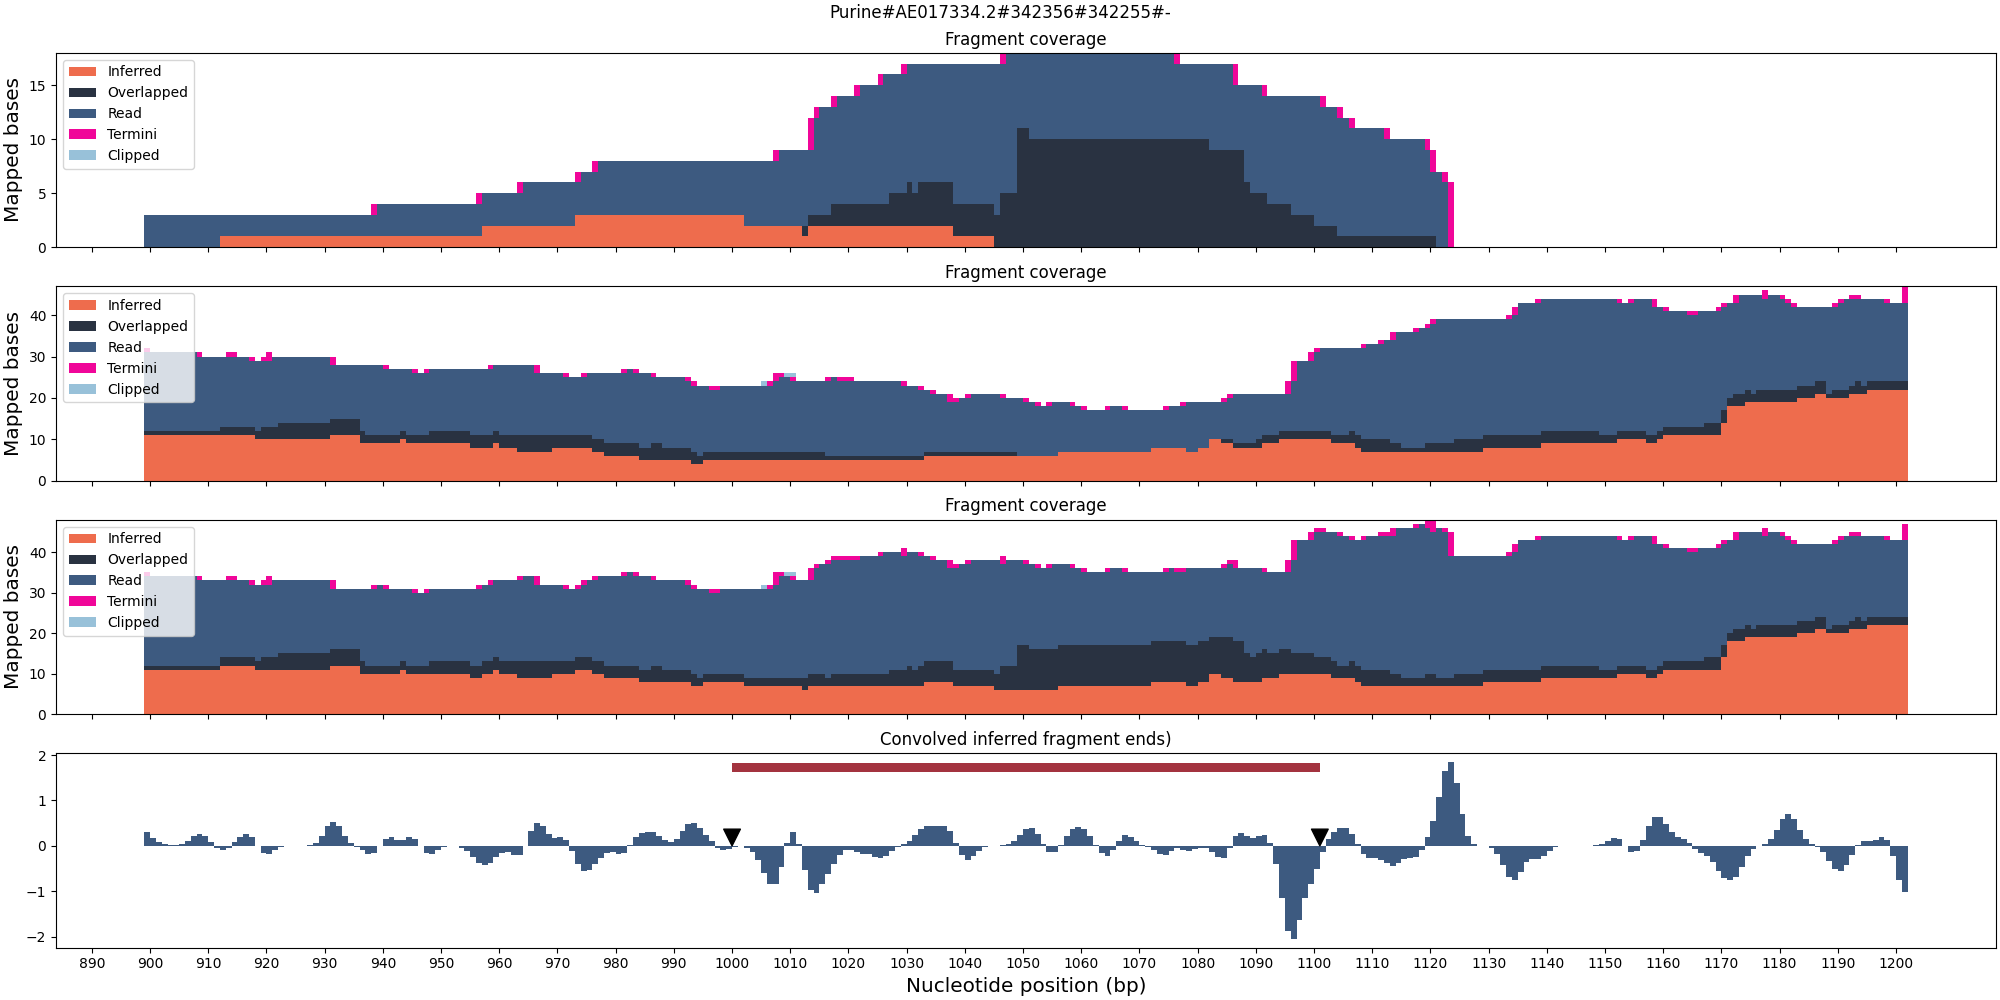 Purine#AE017334.2#342356#342255#-
Fragment coverage
Mapped bases
15
10
5
0
Inferred
Overlapped
Read
Termini
Clipped
Fragment coverage
Mapped bases
40
30
20
10
0
Inferred
Overlapped
Read
Termini
Clipped
Fragment coverage
Mapped bases
40
30
20
10
0
Inferred
Overlapped
Read
Termini
Clipped
Convolved inferred fragment ends)
2
1
0
−1
−2
890 900 910 920 930 940 950 960 970 980 990 1000 1010 1020 1030 1040 1050 1060 1070 1080 1090 1100 1110 1120 1130 1140 1150 1160 1170 1180 1190 1200
Nucleotide position (bp)